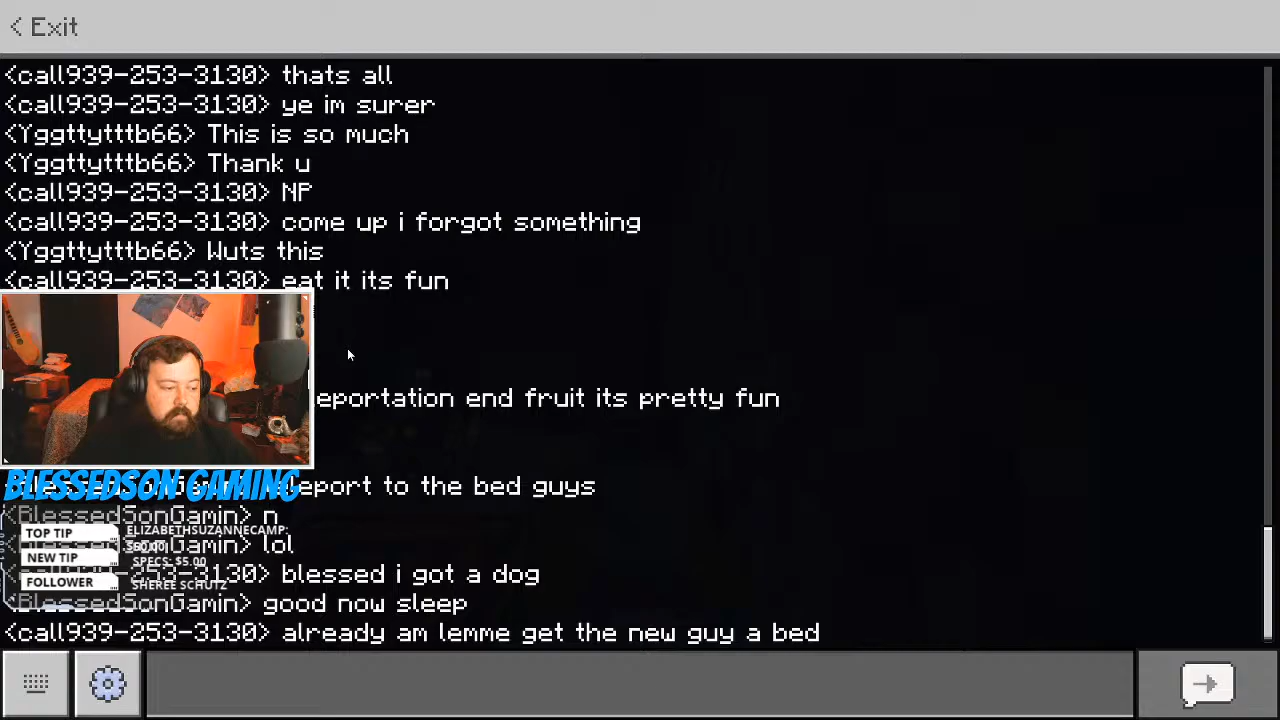 < Exit
<call939-253-3130> thats all
<call939-253-3130> ye im surer
<Yggttytttb66> This is so much
<Yggttytttb66> Thank u
<call939-253-3130> NP
<call939-253-3130> come up i forgot something
<Yggttytttb66> Wuts this
<call939-253-3130> eat it its fun
eportation end fruit its pretty fun
eport to the bed guys
BLESSEDSON GAMING
<BlessedSonGamin> n
TOP TIP ELIZABETHSUZANNECAMP:
<BlessedSonGamin> lol
NEW TIP SPECS: $5.00
<call939-253-3130> blessed i got a dog
FOLLOWER SHEREE SCHUTZ
<BlessedSonGamin> good now sleep
<call939-253-3130> already am lemme get the new guy a bed